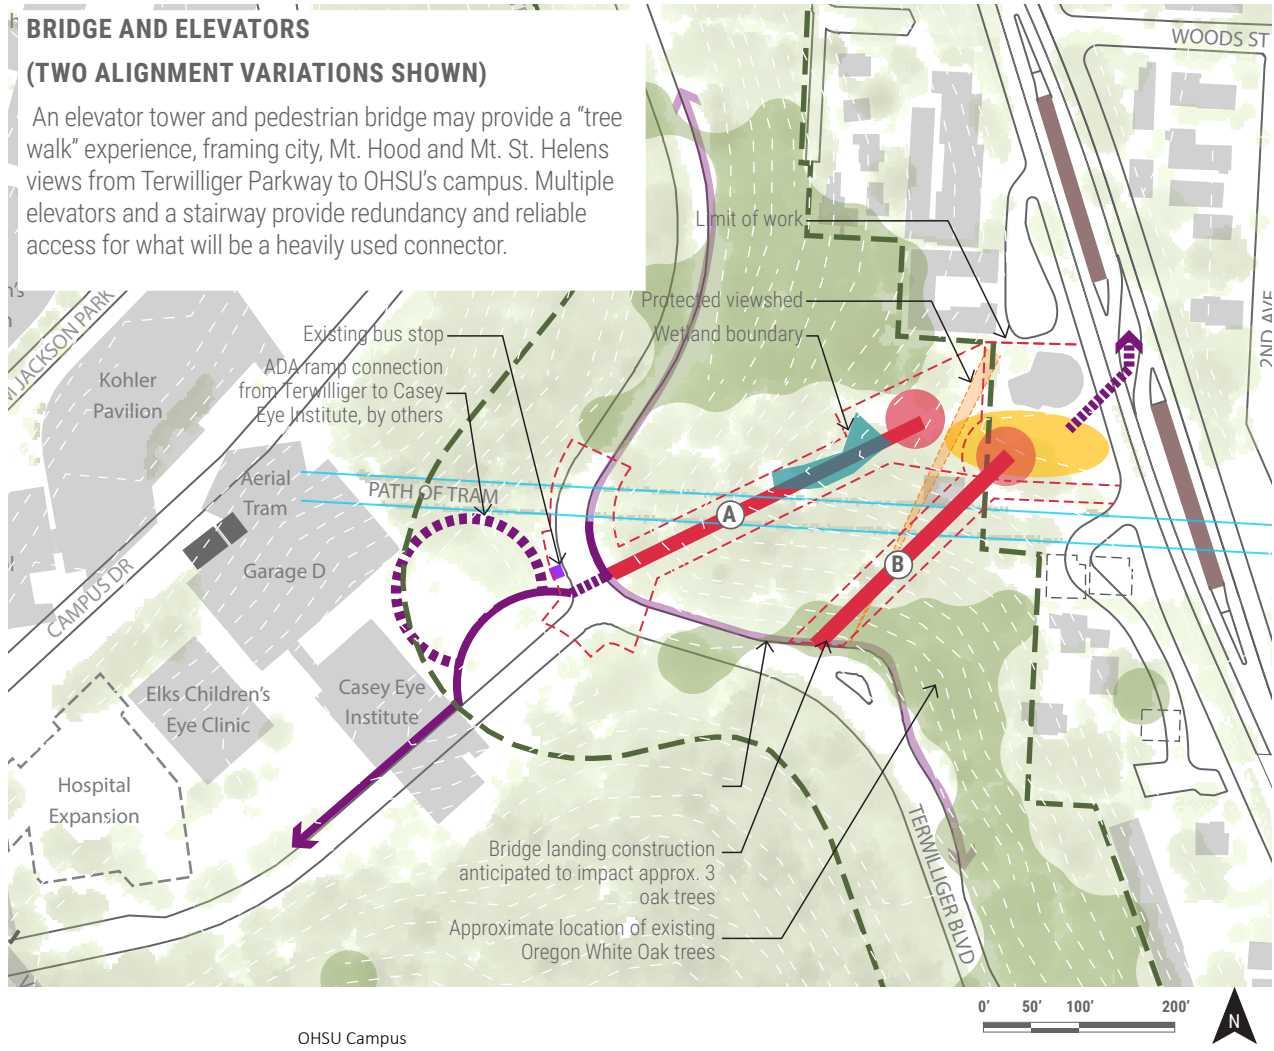 BRIDGE AND ELEVATORS
(TWO ALIGNMENT VARIATIONS SHOWN)
An elevator tower and pedestrian bridge may provide a “tree
walk” experience, framing city, Mt. Hood and Mt. St. Helens
views from Terwilliger Parkway to OHSU’s campus. Multiple
elevators and a stairway provide redundancy and reliable
access for what will be a heavily used connector.
WOODS ST
2ND AVE
Limit of work
Protected viewshed
Wetland boundary
Existing bus stop
ADA ramp connection
from Terwilliger to Casey
Eye Institute, by others
JACKSON PARK
Kohler
Pavilion
Aerial
Tram
PATH OF TRAM
Garage D
CAMPUS DR
A
B
Elks Children’s
Eye Clinic
Casey Eye
Institute
Hospital
Expansion
Bridge landing construction
anticipated to impact approx. 3
oak trees
Approximate location of existing
Oregon White Oak trees
TERWILLIGER BLVD
0’ 50’ 100’ 200’
N
OHSU Campus